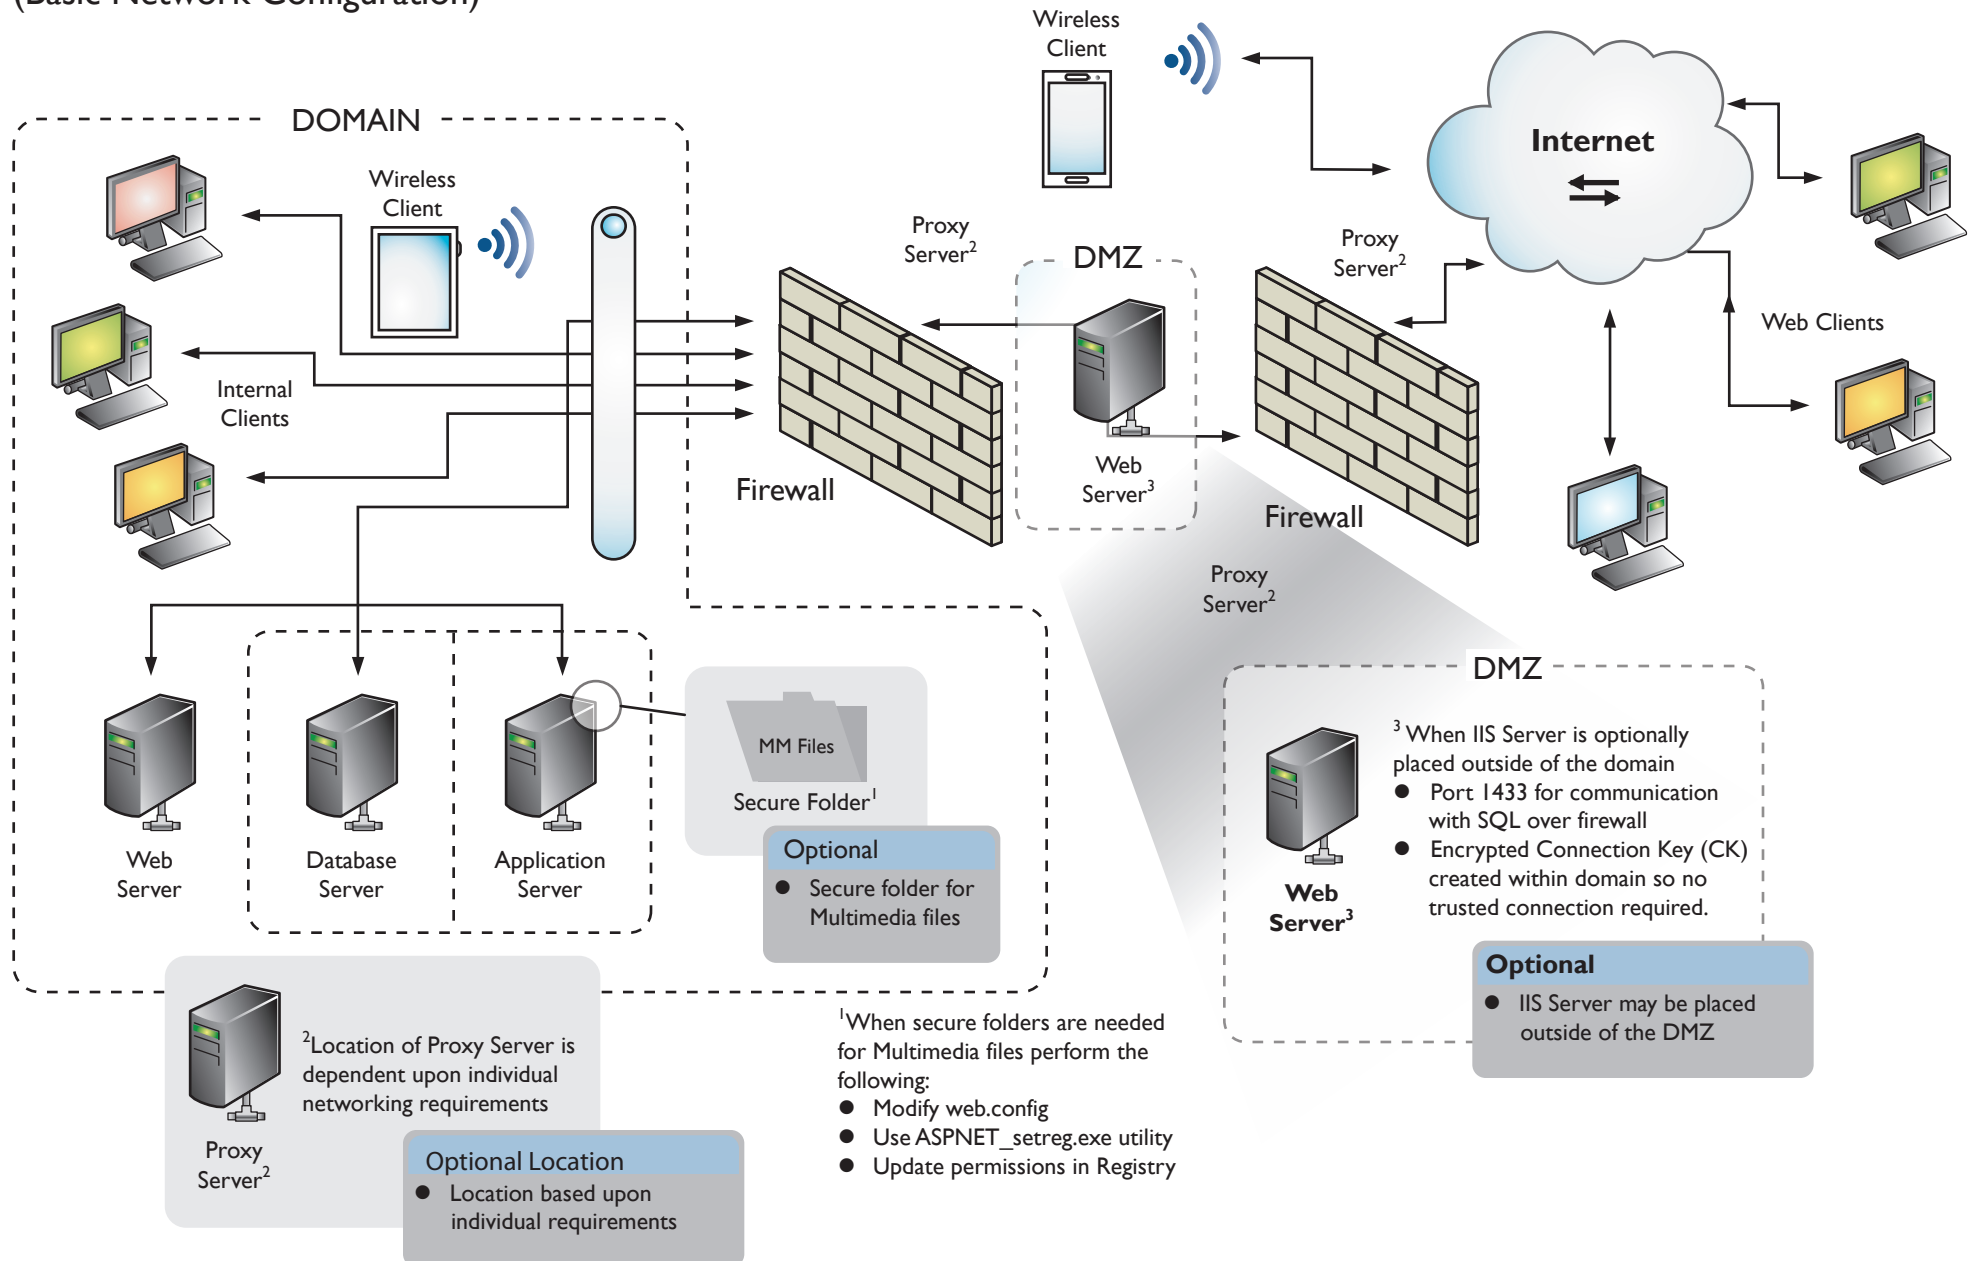 (Basic Network Configuration)
DOMAIN
Wireless
Client
Internal
Clients
Firewall
Wireless
Client
Proxy
Server²
DMZ
Web
Server³
Proxy
Server²
Firewall
Internet
Web Clients
Proxy
Server²
Web
Server
Database
Server
Application
Server
MM Files
Secure Folder¹
Optional
● Secure folder for
Multimedia files
DMZ
³ When IIS Server is optionally
placed outside of the domain
● Port 1433 for communication
with SQL over firewall
● Encrypted Connection Key (CK)
created within domain so no
trusted connection required.
Web
Server³
Optional
● IIS Server may be placed
outside of the DMZ
²Location of Proxy Server is
dependent upon individual
networking requirements
Proxy
Server²
Optional Location
● Location based upon
individual requirements
¹When secure folders are needed
for Multimedia files perform the
following:
● Modify web.config
● Use ASPNET_setreg.exe utility
● Update permissions in Registry